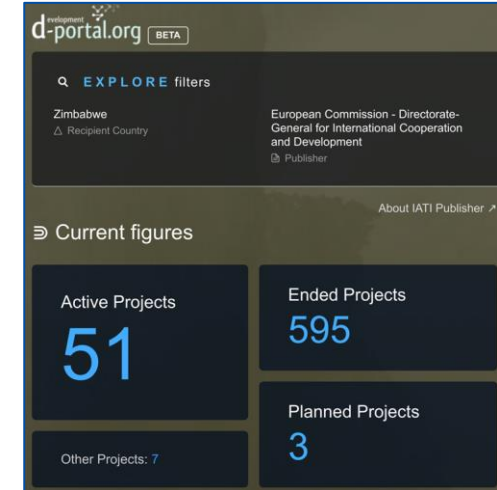 development
d-portal.org BETA
EXPLORE filters
Zimbabwe
Recipient Country
European Commission - Directorate-
General for International Cooperation
and Development
Publisher
About IATI Publisher ↗
Current figures
Active Projects
51
Ended Projects
595
Planned Projects
3
Other Projects: 7